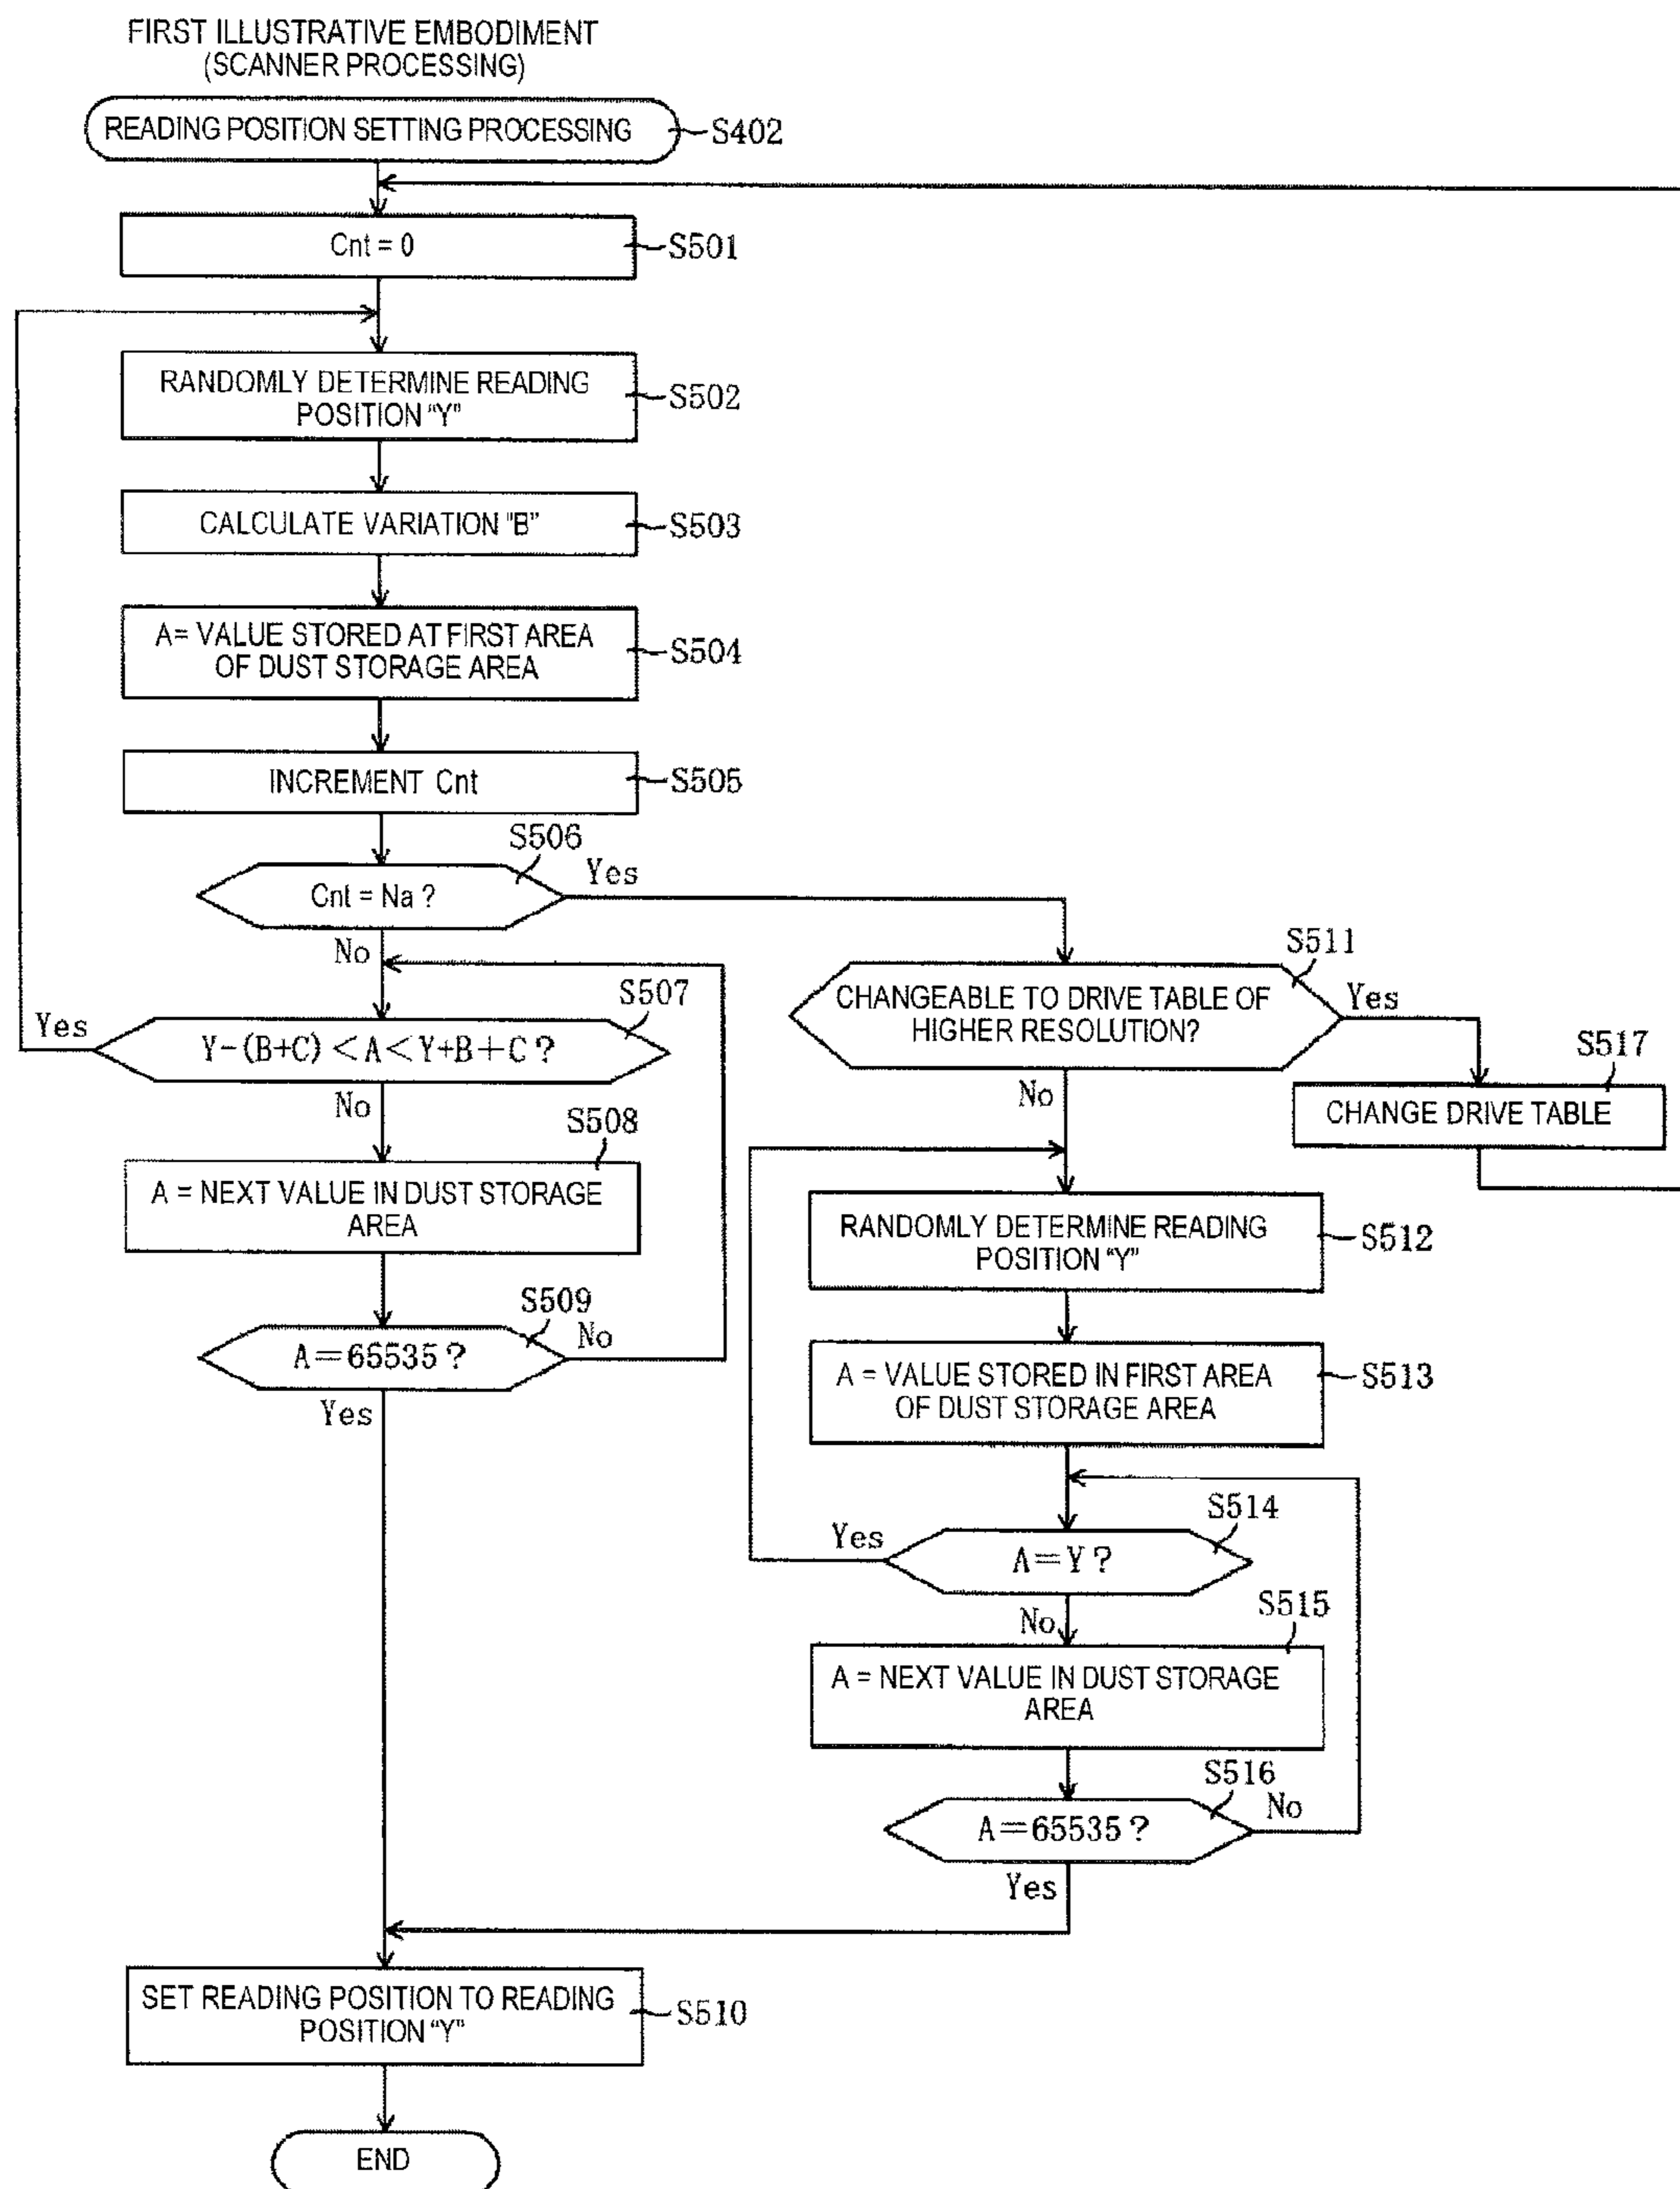 FIRST ILLUSTRATIVE EMBODIMENT
(SCANNER PROCESSING)
READING POSITION SETTING PROCESSING
S402
Cnt = 0
S501
RANDOMLY DETERMINE READING
POSITION "Y"
S502
CALCULATE VARIATION "B"
S503
A= VALUE STORED AT FIRST AREA
OF DUST STORAGE AREA
S504
INCREMENT Cnt
S505
S506
Cnt = Na ?
Yes
No
S507
Y-(B+C) <A<Y+B+C ?
Yes
No
S508
A = NEXT VALUE IN DUST STORAGE
AREA
S509
A=65535 ?
No
Yes
S511
CHANGEABLE TO DRIVE TABLE OF
HIGHER RESOLUTION?
Yes
No
S517
CHANGE DRIVE TABLE
RANDOMLY DETERMINE READING
POSITION "Y"
S512
A = VALUE STORED IN FIRST AREA
OF DUST STORAGE AREA
S513
S514
A=Y ?
Yes
No
S515
A = NEXT VALUE IN DUST STORAGE
AREA
S516
A=65535 ?
No
Yes
SET READING POSITION TO READING
POSITION "Y"
S510
END